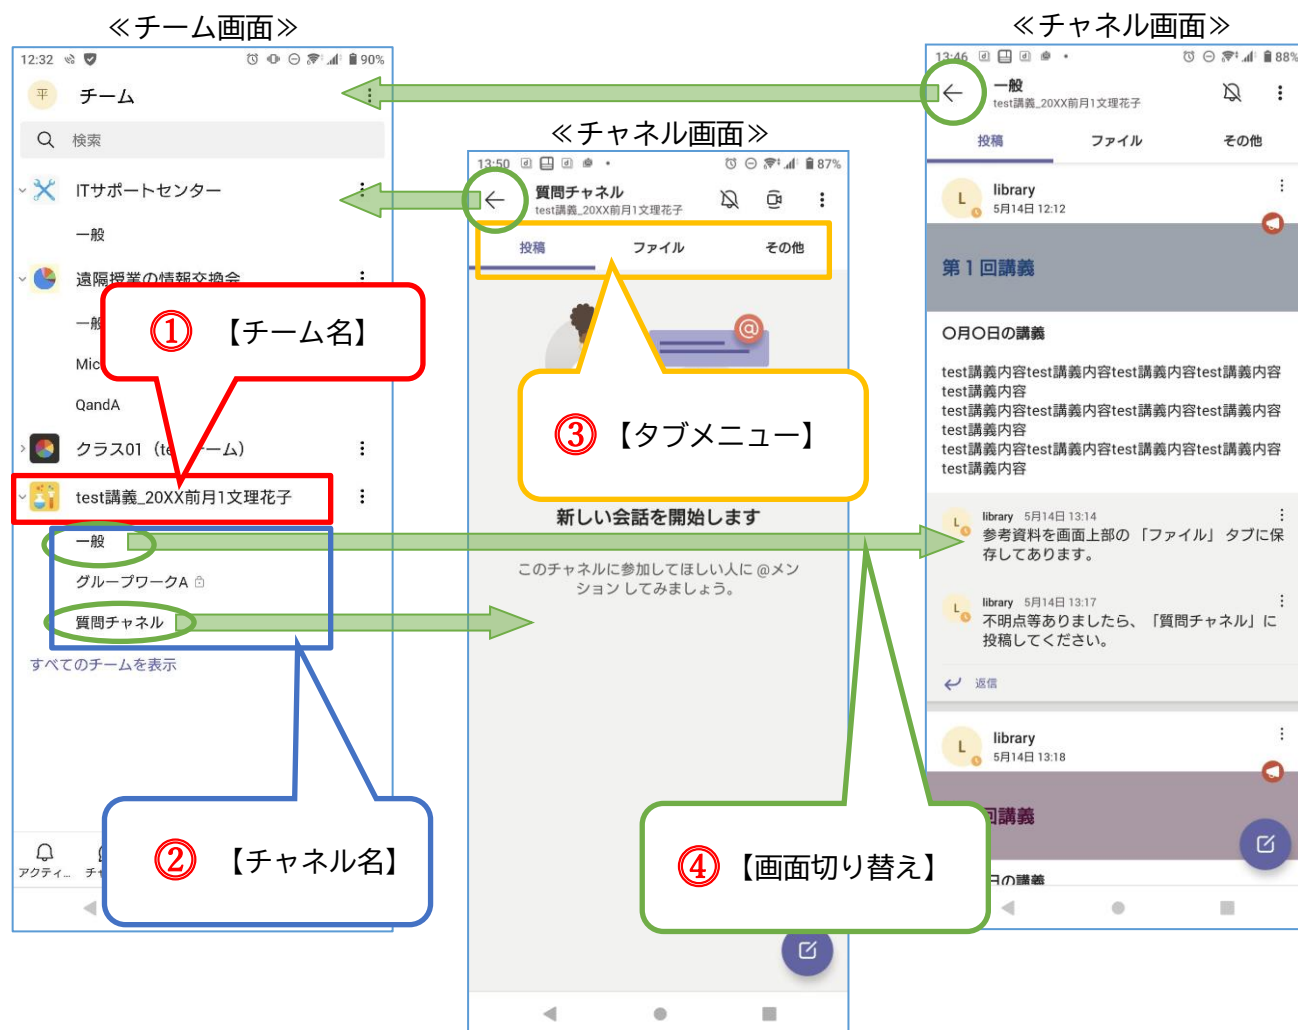 ≪チーム画面≫
12:32
90%
平 チーム
検索
ITサポートセンター
一般
遠隔授業の情報交換会
一般
Mic
QandA
クラス01（te
ーム）
test講義_20XX前月1文理花子
一般
グループワークA
質問チャネル
すべてのチームを表示
アクティ...
チャ
① 【チーム名】
② 【チャネル名】
≪チャネル画面≫
13:50
87%
質問チャネル
test講義_20XX前月1文理花子
投稿 ファイル その他
@
③ 【タブメニュー】
新しい会話を開始します
このチャネルに参加してほしい人に @メン
ション してみましょう。
④ 【画面切り替え】
≪チャネル画面≫
13:46
88%
一般
test講義_20XX前月1文理花子
投稿 ファイル その他
L library
5月14日 12:12
第１回講義
〇月〇日の講義
test講義内容test講義内容test講義内容test講義内容
test講義内容
test講義内容test講義内容test講義内容test講義内容
test講義内容
test講義内容test講義内容test講義内容test講義内容
test講義内容
L library 5月14日 13:14
参考資料を画面上部の 「ファイル」 タブに保
存してあります。
L library 5月14日 13:17
不明点等ありましたら、 「質問チャネル」に
投稿してください。
返信
L library
5月14日 13:18
回講義
日の講義